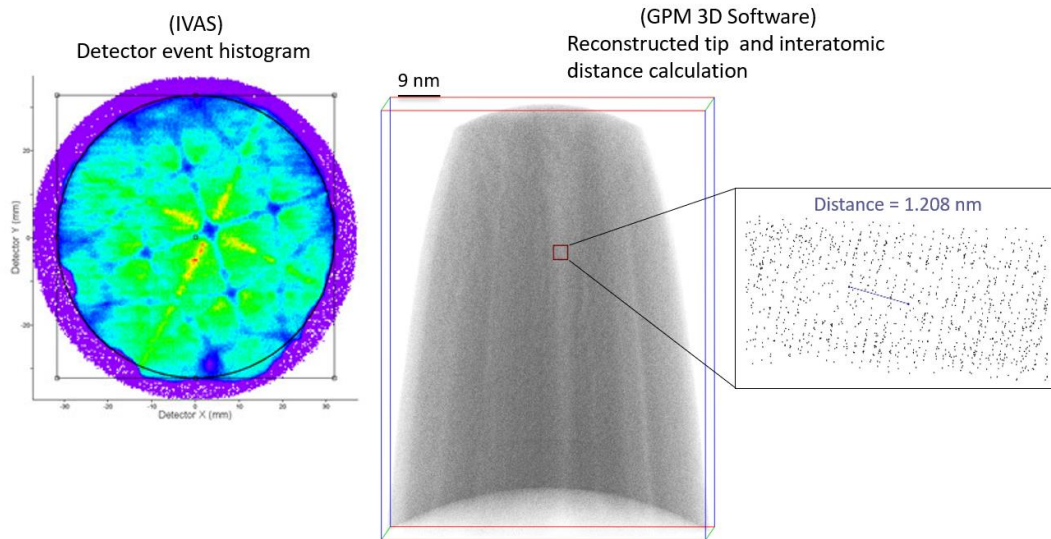 (IVAS)
Detector event histogram
(GPM 3D Software)
Reconstructed tip and interatomic
distance calculation
9 nm
Distance = 1.208 nm
Detector Y (mm)
20
0
-20
-30
-20
-10
0
10
20
30
Detector X (mm)